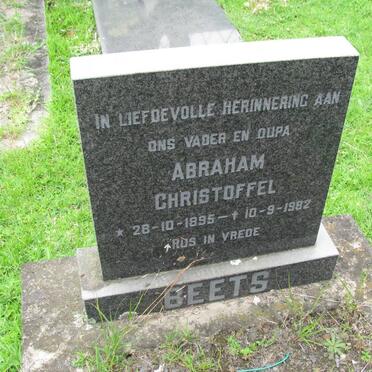 IN LIEFDEVOLLE HERINNERING AAN
ONS VADER EN OUPA
ABRAHAM
CHRISTOFFEL
* 28-10-1895 - † 10-9-1982
RUS IN VREDE
BEETS